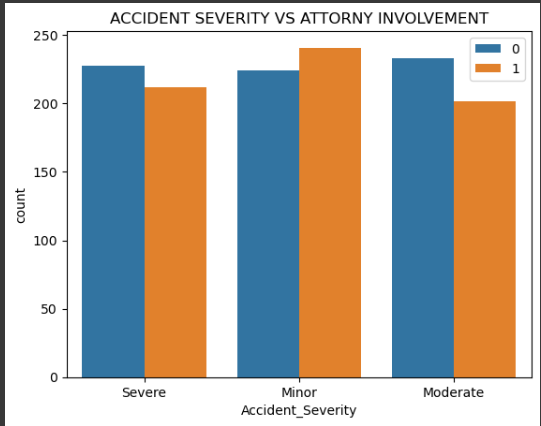 ACCIDENT SEVERITY VS ATTORNY INVOLVEMENT
250
200
150
100
50
0
count
0
1
Severe Minor Moderate
Accident_Severity